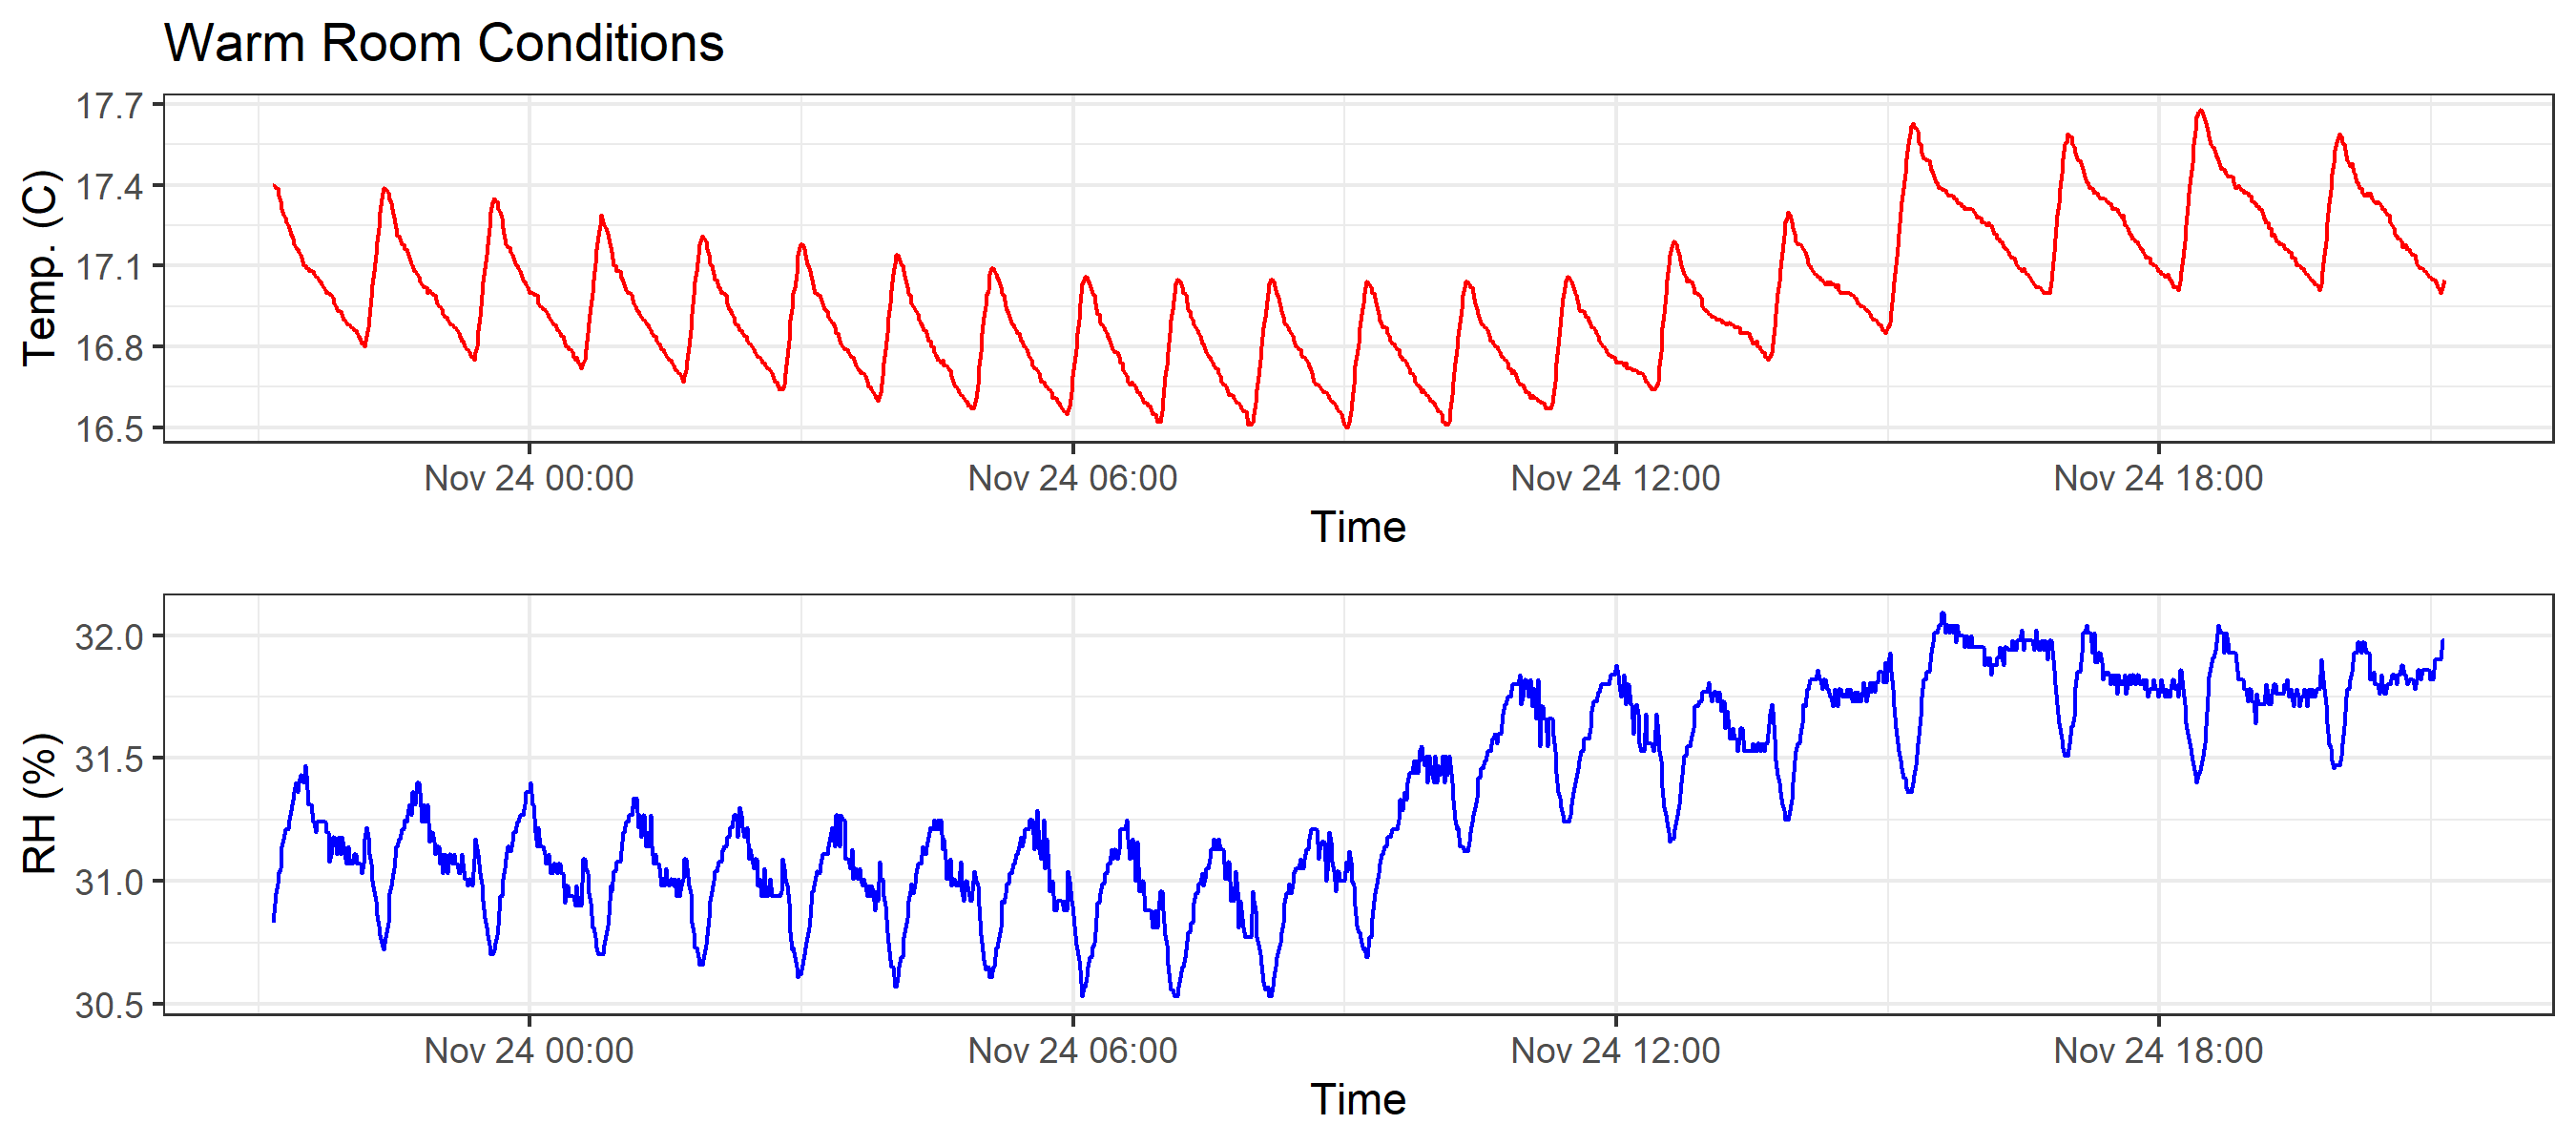 Warm Room Conditions
Temp. (C)
17.7
17.4
17.1
16.8
16.5
Nov 24 00:00 Nov 24 06:00 Nov 24 12:00 Nov 24 18:00
Time
RH (%)
32.0
31.5
31.0
30.5
Nov 24 00:00 Nov 24 06:00 Nov 24 12:00 Nov 24 18:00
Time